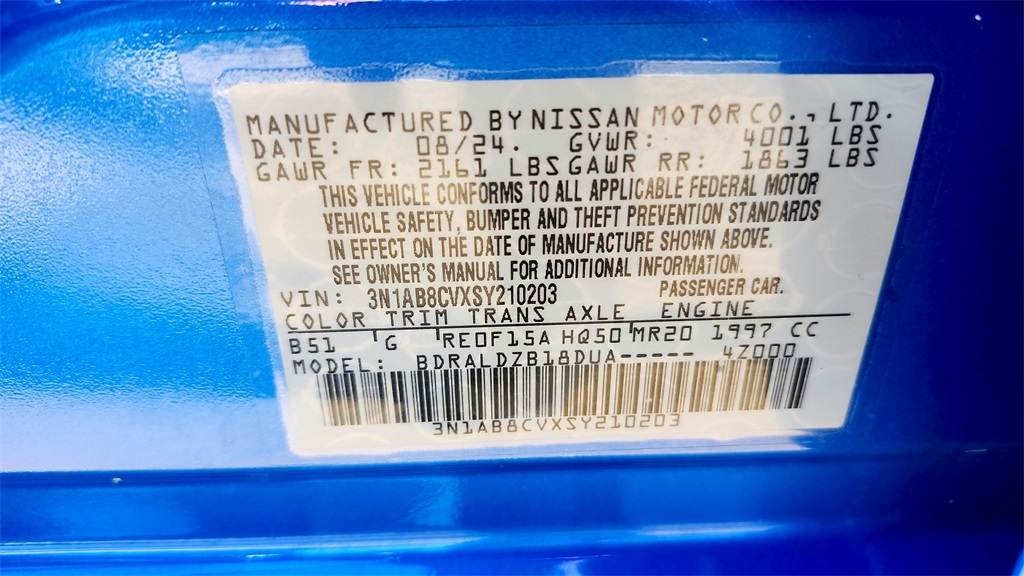 MANUFACTURED BY NISSAN MOTOR CO., LTD.
DATE: 08/24. GVWR: 4001 LBS
GAWR FR: 2161 LBS GAWR RR: 1863 LBS
THIS VEHICLE CONFORMS TO ALL APPLICABLE FEDERAL MOTOR
VEHICLE SAFETY, BUMPER AND THEFT PREVENTION STANDARDS
IN EFFECT ON THE DATE OF MANUFACTURE SHOWN ABOVE.
SEE OWNER'S MANUAL FOR ADDITIONAL INFORMATION.
VIN: 3N1AB8CVXSY210203 PASSENGER CAR.
COLOR TRIM TRANS AXLE ENGINE
B51 G RE0F15A HQ50 MR20 1997 CC
MODEL: BDRALDZB18DUA----- 4Z000
3N1AB8CVXSY210203